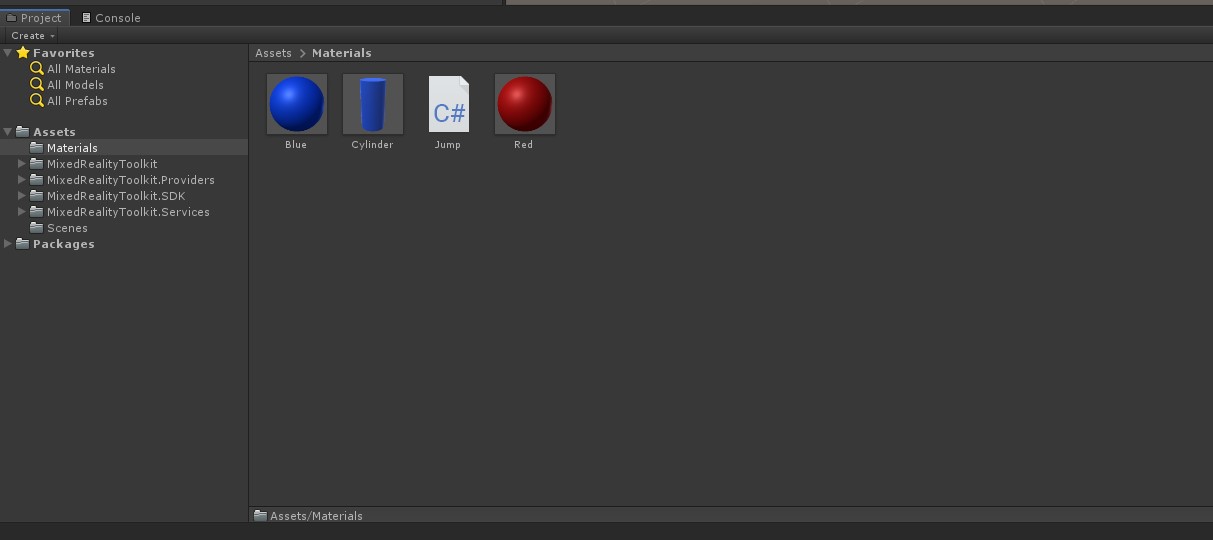 Project
Console
Create
Favorites
All Materials
All Models
All Prefabs
Assets
Materials
MixedRealityToolkit
MixedRealityToolkit.Providers
MixedRealityToolkit.SDK
MixedRealityToolkit.Services
Scenes
Packages
Assets > Materials
C#
Blue
Cylinder
Jump
Red
Assets/Materials